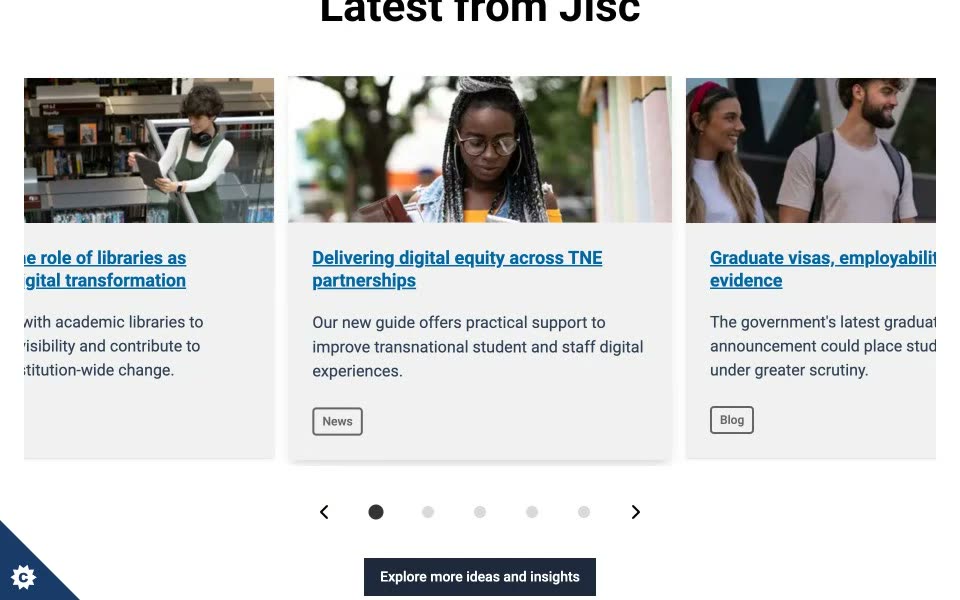 Latest from Jisc
e role of libraries as
gital transformation
with academic libraries to
isibility and contribute to
stitution-wide change.
Delivering digital equity across TNE
partnerships
Our new guide offers practical support to
improve transnational student and staff digital
experiences.
News
Graduate visas, employabilit
evidence
The government's latest graduat
announcement could place stud
under greater scrutiny.
Blog
Explore more ideas and insights
C